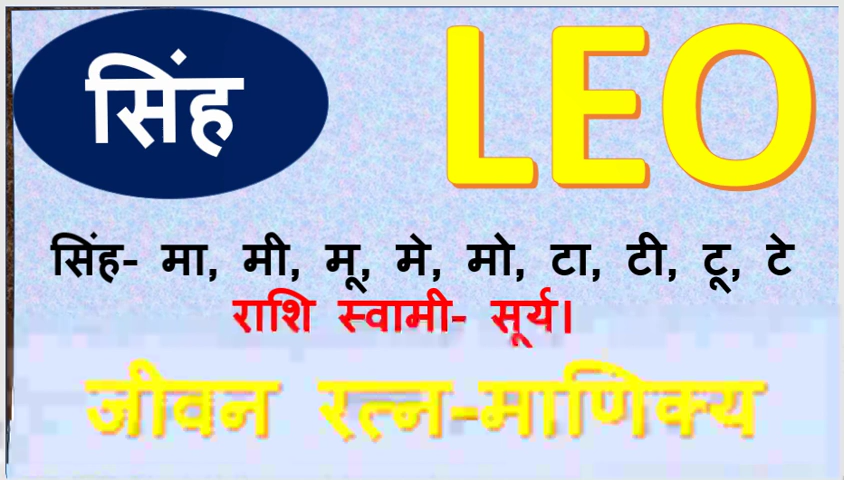 सिंह
LEO
सिंह- मा, मी, मू, मे, मो, टा, टी, टू, टे
राशि स्वामी- सूर्य।
जीवन रत्न-माणिक्य